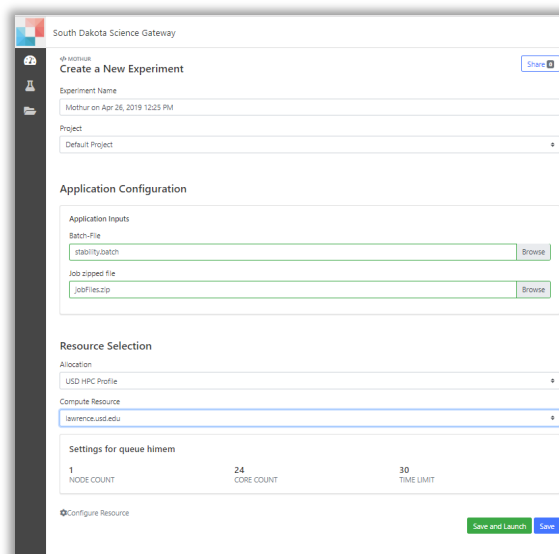 South Dakota Science Gateway
</> MOTHUR
Create a New Experiment
Share 0
Experiment Name
Mothur on Apr 26, 2019 12:25 PM
Project
Default Project
Application Configuration
Application Inputs
Batch-File
stability.batch
Browse
Job zipped file
jobFiles.zip
Browse
Resource Selection
Allocation
USD HPC Profile
Compute Resource
lawrence.usd.edu
Settings for queue himem
1 24 30
NODE COUNT CORE COUNT TIME LIMIT
Configure Resource
Save and Launch Save